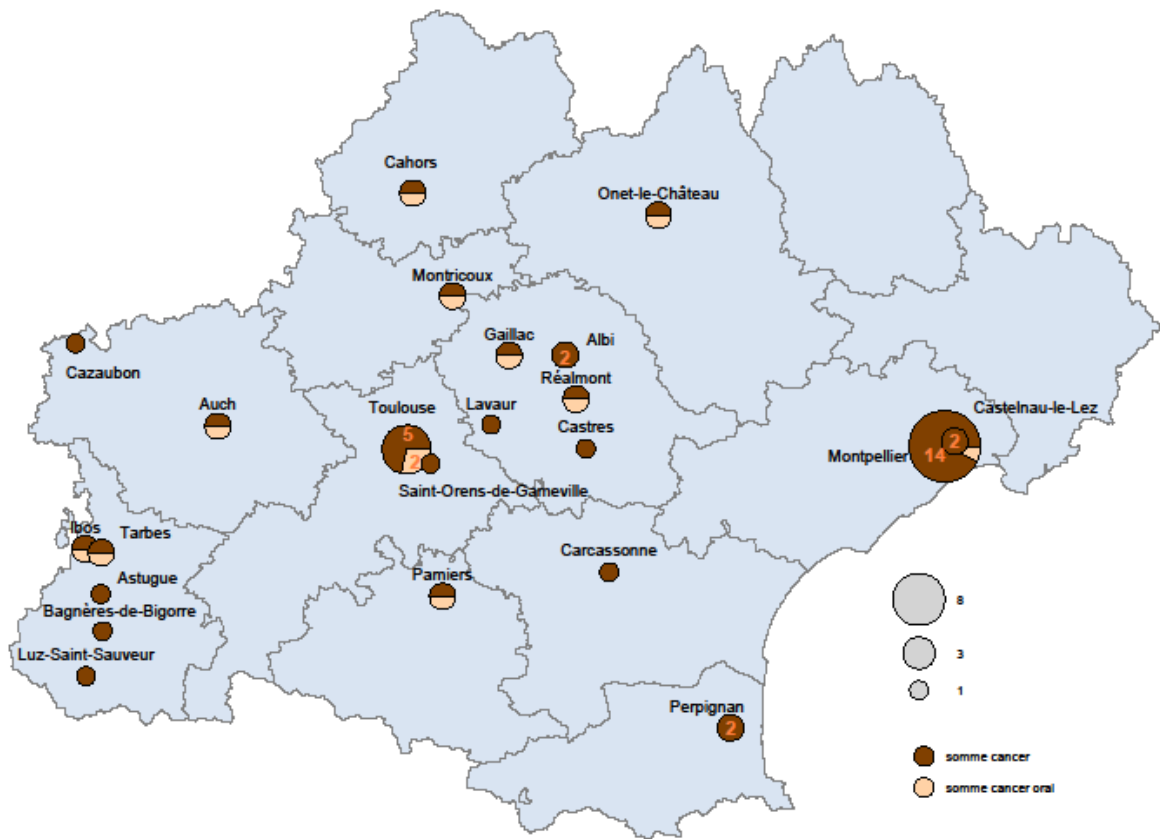 Cahors
Onet-le-Château
Montricoux
Gaillac
Albi
2
Cazaubon
Réalmont
Auch
Toulouse
Lavaur
Castelnau-le-Lez
5
Castres
2
Montpellier
14
2
Saint-Orens-de-Gameville
Ibos
Tarbes
Carcassonne
Astugue
Pamiers
Bagnères-de-Bigorre
8
Luz-Saint-Sauveur
3
1
Perpignan
2
somme cancer
somme cancer oral